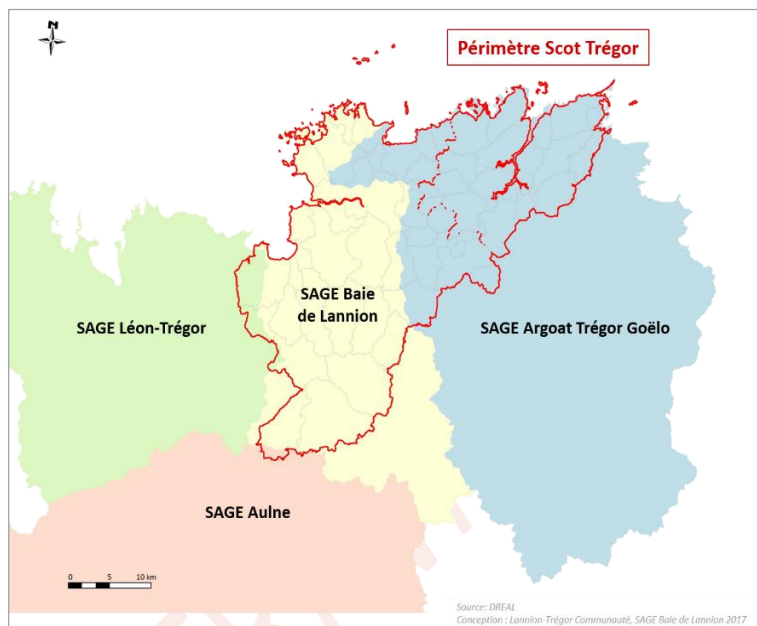 N
Périmètre Scot Trégor
SAGE Baie
de Lannion
SAGE Léon-Trégor
SAGE Argoat Trégor Goëlo
SAGE Aulne
0 5 10 km
Source: DREAL
Conception : Lannion-Trégor Communauté, SAGE Baie de Lannion 2017